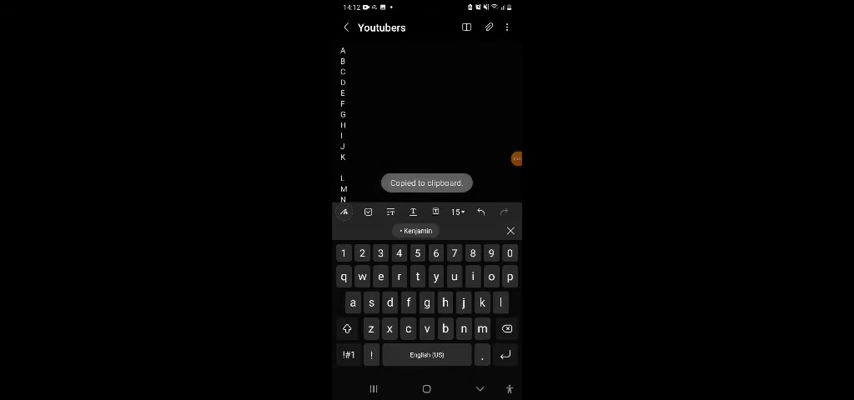 14:12
Youtubers
A
B
C
D
E
F
G
H
I
J
K
L
M
N
Copied to clipboard.
15
• Kenjamin
1 2 3 4 5 6 7 8 9 0
q w e r t y u i o p
a s d f g h j k l
z x c v b n m
!#1 ! English (US) .